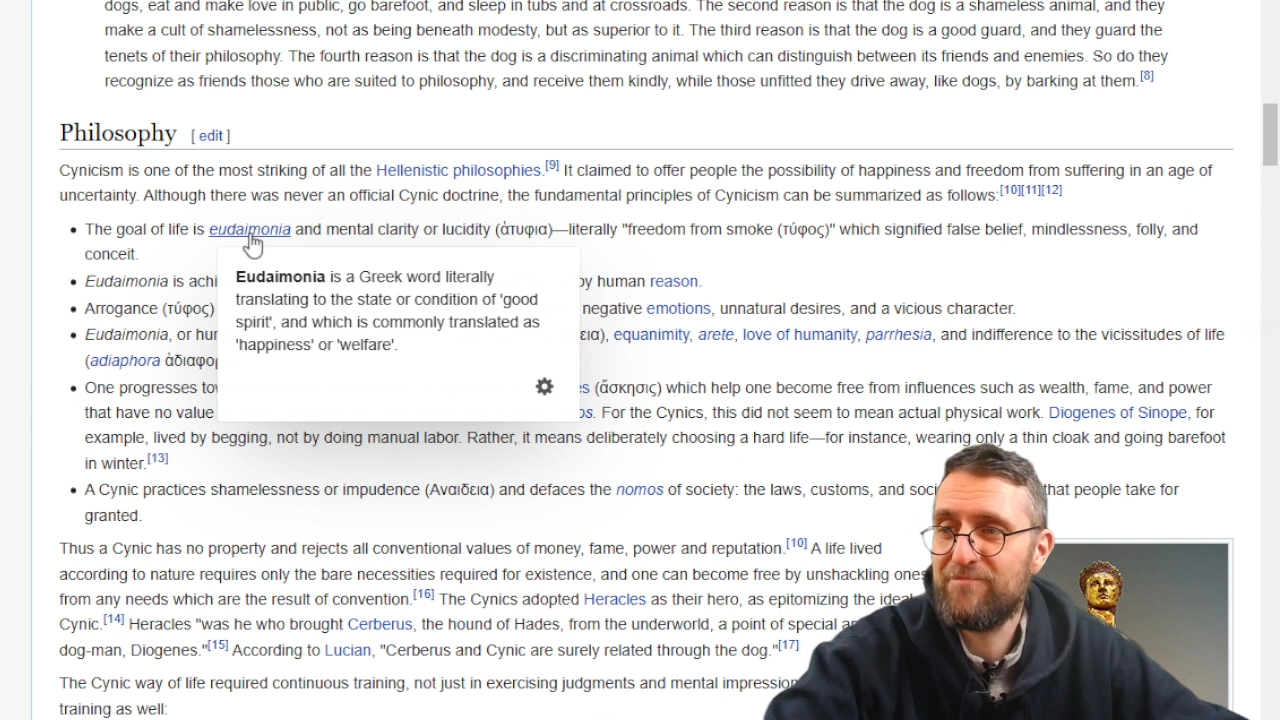 dogs, eat and make love in public, go barefoot, and sleep in tubs and at crossroads. The second reason is that the dog is a shameless animal, and they
make a cult of shamelessness, not as being beneath modesty, but as superior to it. The third reason is that the dog is a good guard, and they guard the
tenets of their philosophy. The fourth reason is that the dog is a discriminating animal which can distinguish between its friends and enemies. So do they
recognize as friends those who are suited to philosophy, and receive them kindly, while those unfitted they drive away, like dogs, by barking at them.[8]
Philosophy [ edit ]
Cynicism is one of the most striking of all the Hellenistic philosophies.[9] It claimed to offer people the possibility of happiness and freedom from suffering in an age of
uncertainty. Although there was never an official Cynic doctrine, the fundamental principles of Cynicism can be summarized as follows:[10][11][12]
• The goal of life is eudaimonia and mental clarity or lucidity (ἁτυφια)—literally "freedom from smoke (τύφος)" which signified false belief, mindlessness, folly, and
conceit.
• Eudaimonia is achi by human reason.
• Arrogance (τύφος) negative emotions, unnatural desires, and a vicious character.
• Eudaimonia, or hur εια), equanimity, arete, love of humanity, parrhesia, and indifference to the vicissitudes of life
(adiaphora ἁδιαφορ
• One progresses to s (ἄσκησις) which help one become free from influences such as wealth, fame, and power
that have no value os. For the Cynics, this did not seem to mean actual physical work. Diogenes of Sinope, for
example, lived by begging, not by doing manual labor. Rather, it means deliberately choosing a hard life—for instance, wearing only a thin cloak and going barefoot
in winter.[13]
• A Cynic practices shamelessness or impudence (Αναιδεια) and defaces the nomos of society: the laws, customs, and soci that people take for
granted.
Eudaimonia is a Greek word literally
translating to the state or condition of 'good
spirit', and which is commonly translated as
'happiness' or 'welfare'.
Thus a Cynic has no property and rejects all conventional values of money, fame, power and reputation.[10] A life lived
according to nature requires only the bare necessities required for existence, and one can become free by unshackling ones
from any needs which are the result of convention.[16] The Cynics adopted Heracles as their hero, as epitomizing the ideal
Cynic.[14] Heracles "was he who brought Cerberus, the hound of Hades, from the underworld, a point of special a
dog-man, Diogenes."[15] According to Lucian, "Cerberus and Cynic are surely related through the dog."[17]
The Cynic way of life required continuous training, not just in exercising judgments and mental impression
training as well: